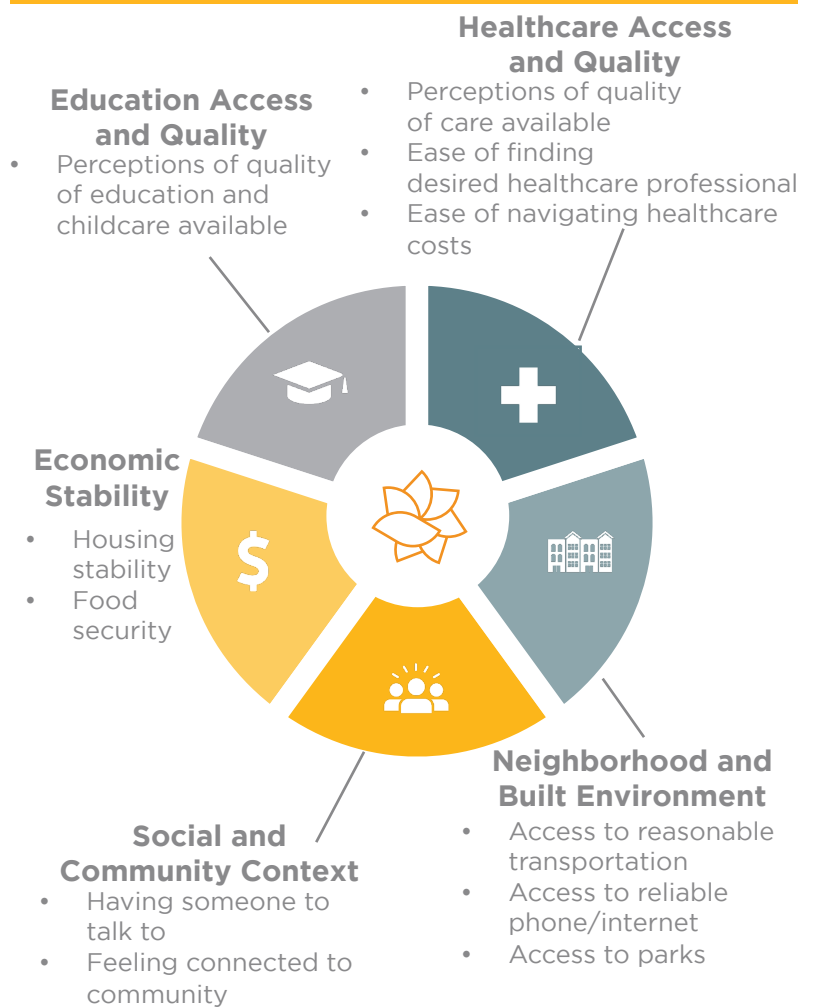 Healthcare Access
and Quality
• Perceptions of quality
of care available
• Ease of finding
desired healthcare professional
• Ease of navigating healthcare
costs
Education Access
and Quality
• Perceptions of quality
of education and
childcare available
Economic
Stability
• Housing
stability
• Food
security
$
Neighborhood and
Built Environment
• Access to reasonable
transportation
• Access to reliable
phone/internet
• Access to parks
Social and
Community Context
• Having someone to
talk to
• Feeling connected to
community